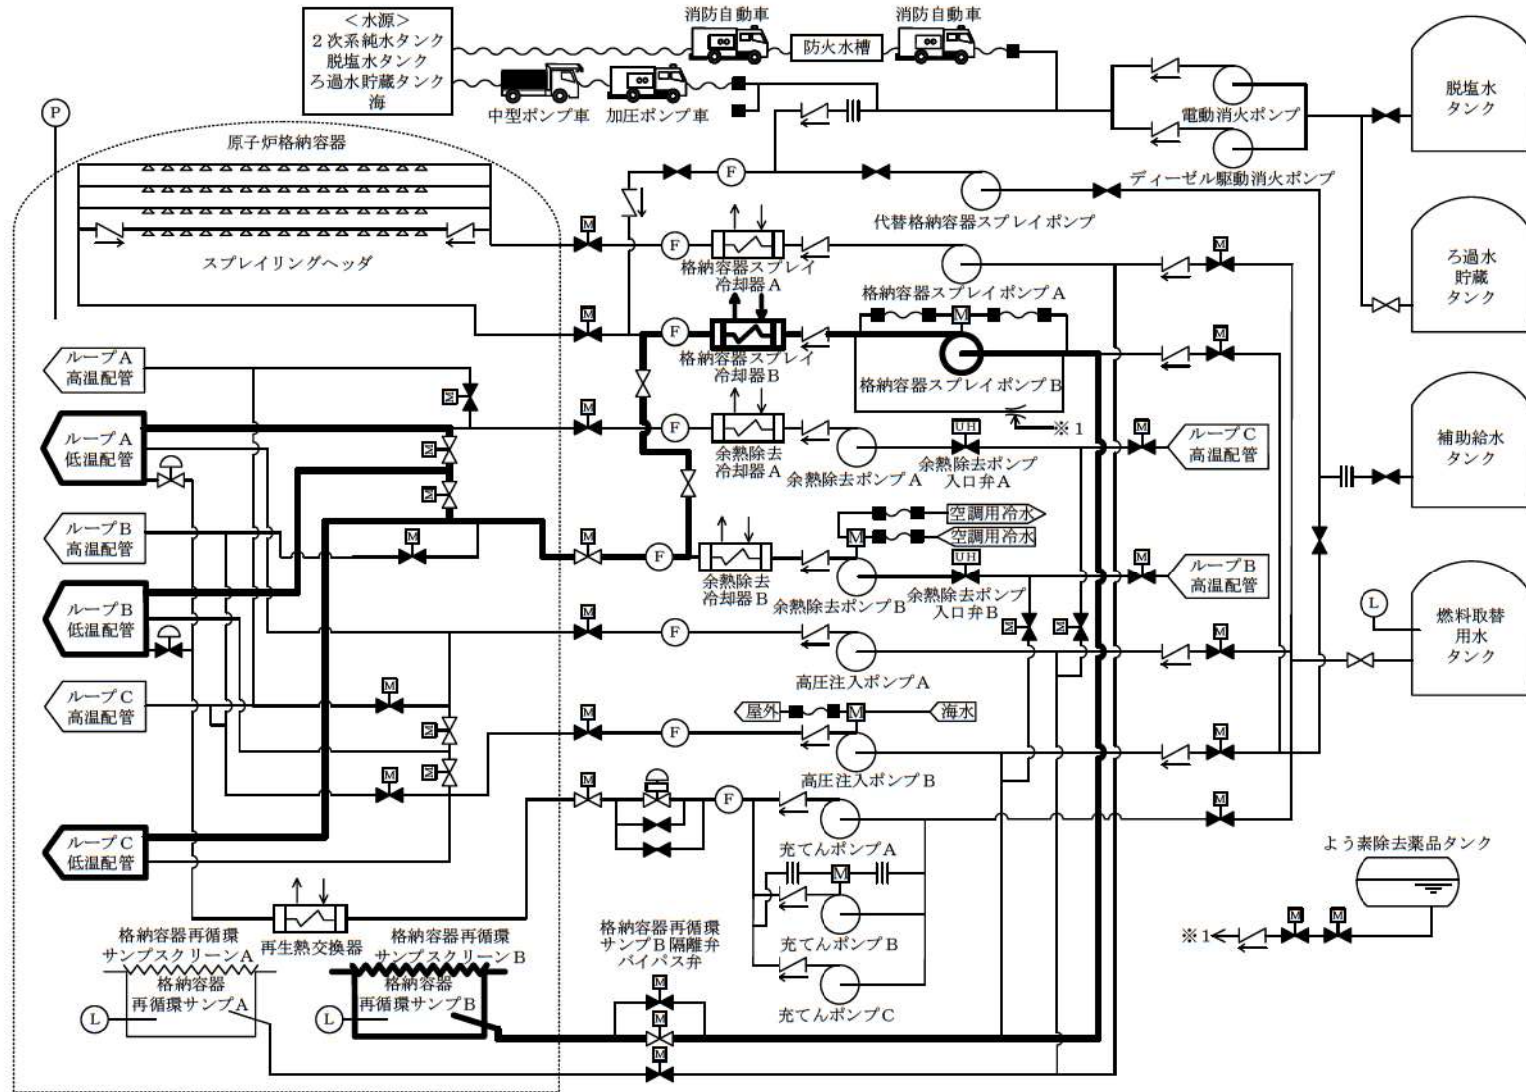 ＜水源＞
２次系純水タンク
脱塩水タンク
ろ過水貯蔵タンク
海
消防自動車
防火水槽
消防自動車
中型ポンプ車
加圧ポンプ車
電動消火ポンプ
ディーゼル駆動消火ポンプ
脱塩水
タンク
P
原子炉格納容器
スプレイリングヘッダ
F
代替格納容器スプレイポンプ
M
F
格納容器スプレイ
冷却器A
格納容器スプレイポンプA
M
ろ過水
貯蔵
タンク
M
F
格納容器スプレイ
冷却器B
M
格納容器スプレイポンプB
M
※1
ループA
高温配管
M
ループA
低温配管
M
M
M
F
余熱除去
冷却器A
余熱除去ポンプA
UH
余熱除去ポンプ
入口弁A
M
ループC
高温配管
補助給水
タンク
ループB
高温配管
M
M
F
余熱除去
冷却器B
M
空調用冷水
空調用冷水
余熱除去ポンプB
UH
余熱除去ポンプ
入口弁B
M
ループB
高温配管
ループB
低温配管
M
F
高圧注入ポンプA
M
M
M
L
燃料取替
用水
タンク
ループC
高温配管
M
M
M
M
M
F
屋外
M
海水
高圧注入ポンプB
M
ループC
低温配管
M
F
充てんポンプA
M
M
充てんポンプB
充てんポンプC
よう素除去薬品タンク
※1
M
M
再生熱交換器
格納容器再循環
サンプスクリーンA
格納容器
再循環サンプA
L
格納容器再循環
サンプスクリーンB
格納容器
再循環サンプB
L
格納容器再循環
サンプB隔離弁
バイパス弁
M
M
M